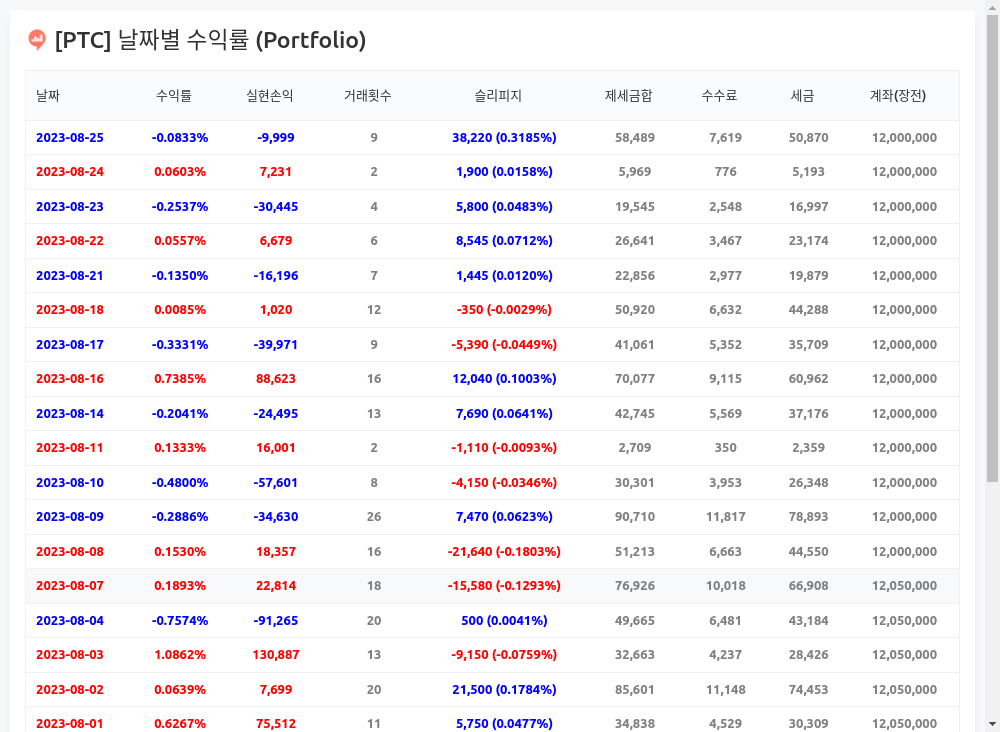 [PTC] 날짜별 수익률 (Portfolio)
날짜 수익률 실현손익 거래횟수 슬리피지 제세금합 수수료 세금 계좌(장전)
2023-08-25 -0.0833% -9,999 9 38,220 (0.3185%) 58,489 7,619 50,870 12,000,000
2023-08-24 0.0603% 7,231 2 1,900 (0.0158%) 5,969 776 5,193 12,000,000
2023-08-23 -0.2537% -30,445 4 5,800 (0.0483%) 19,545 2,548 16,997 12,000,000
2023-08-22 0.0557% 6,679 6 8,545 (0.0712%) 26,641 3,467 23,174 12,000,000
2023-08-21 -0.1350% -16,196 7 1,445 (0.0120%) 22,856 2,977 19,879 12,000,000
2023-08-18 0.0085% 1,020 12 -350 (-0.0029%) 50,920 6,632 44,288 12,000,000
2023-08-17 -0.3331% -39,971 9 -5,390 (-0.0449%) 41,061 5,352 35,709 12,000,000
2023-08-16 0.7385% 88,623 16 12,040 (0.1003%) 70,077 9,115 60,962 12,000,000
2023-08-14 -0.2041% -24,495 13 7,690 (0.0641%) 42,745 5,569 37,176 12,000,000
2023-08-11 0.1333% 16,001 2 -1,110 (-0.0093%) 2,709 350 2,359 12,000,000
2023-08-10 -0.4800% -57,601 8 -4,150 (-0.0346%) 30,301 3,953 26,348 12,000,000
2023-08-09 -0.2886% -34,630 26 7,470 (0.0623%) 90,710 11,817 78,893 12,000,000
2023-08-08 0.1530% 18,357 16 -21,640 (-0.1803%) 51,213 6,663 44,550 12,000,000
2023-08-07 0.1893% 22,814 18 -15,580 (-0.1293%) 76,926 10,018 66,908 12,050,000
2023-08-04 -0.7574% -91,265 20 500 (0.0041%) 49,665 6,481 43,184 12,050,000
2023-08-03 1.0862% 130,887 13 -9,150 (-0.0759%) 32,663 4,237 28,426 12,050,000
2023-08-02 0.0639% 7,699 20 21,500 (0.1784%) 85,601 11,148 74,453 12,050,000
2023-08-01 0.6267% 75,512 11 5,750 (0.0477%) 34,838 4,529 30,309 12,050,000